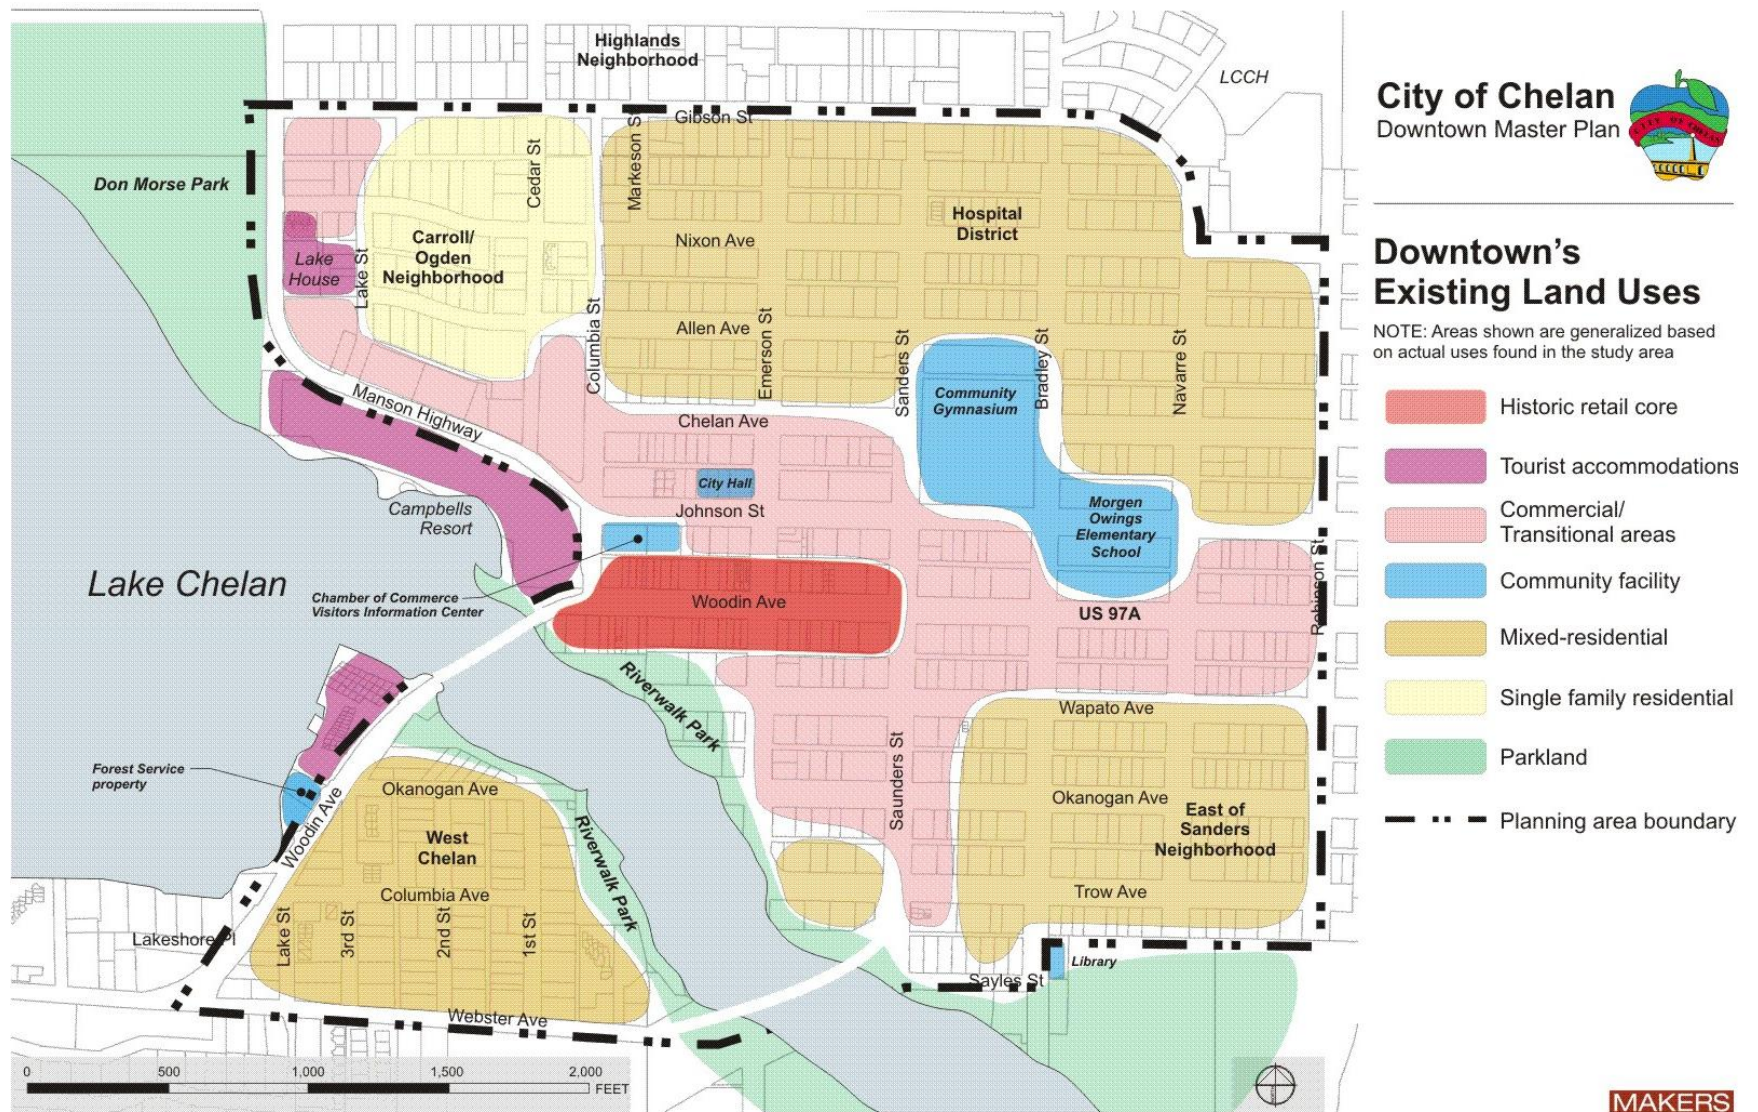 Highlands
Neighborhood
LCCH
Gibson St
Don Morse Park
Cedar St
Markeson St
Carroll/
Ogden
Neighborhood
Hospital
District
Nixon Ave
Lake
House
Lake St
Columbia St
Allen Ave
Emerson St
Sanders St
Bradley St
Navarre St
Community
Gymnasium
Manson Highway
Chelan Ave
City Hall
Campbells
Resort
Johnson St
Morgen
Owings
Elementary
School
Lake Chelan
Chamber of Commerce
Visitors Information Center
Woodin Ave
US 97A
Robinson St
Riverwalk Park
Wapato Ave
Forest Service
property
Woodin Ave
Okanogan Ave
West
Chelan
Riverwalk Park
Saunders St
Okanogan Ave
East of
Sanders
Neighborhood
Columbia Ave
Trow Ave
Lakeshore Pl
Lake St
3rd St
2nd St
1st St
Library
Sayles St
Webster Ave
0 500 1,000 1,500 2,000
FEET
City of Chelan
Downtown Master Plan
CITY OF CHELAN
Downtown's
Existing Land Uses
NOTE: Areas shown are generalized based
on actual uses found in the study area
Historic retail core
Tourist accommodations
Commercial/
Transitional areas
Community facility
Mixed-residential
Single family residential
Parkland
Planning area boundary
MAKERS